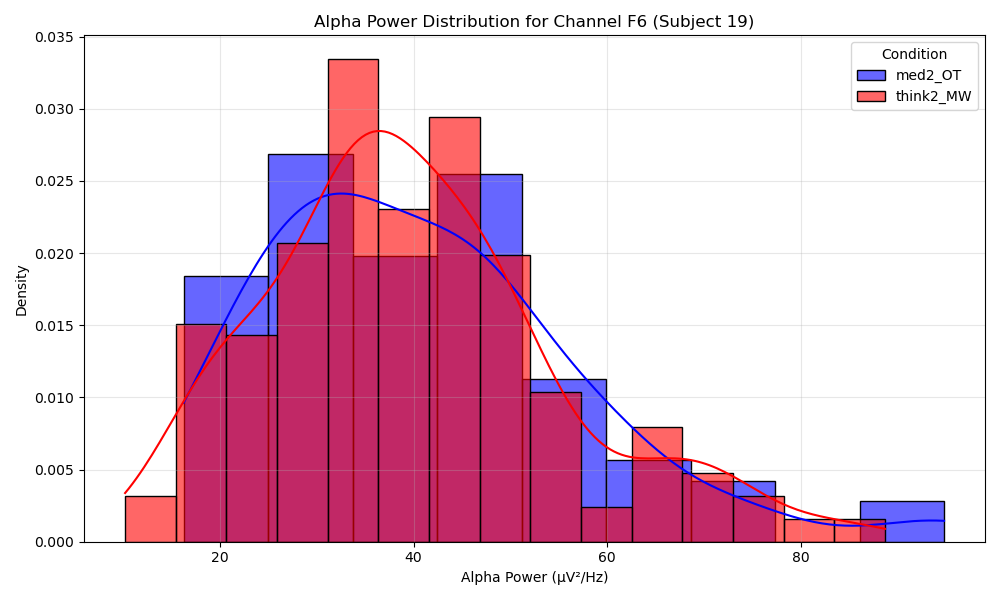 Alpha Power Distribution for Channel F6 (Subject 19)
Condition
med2_OT
think2_MW
0.035
0.030
0.025
0.020
0.015
0.010
0.005
0.000
Density
20
40
60
80
Alpha Power (μV²/Hz)